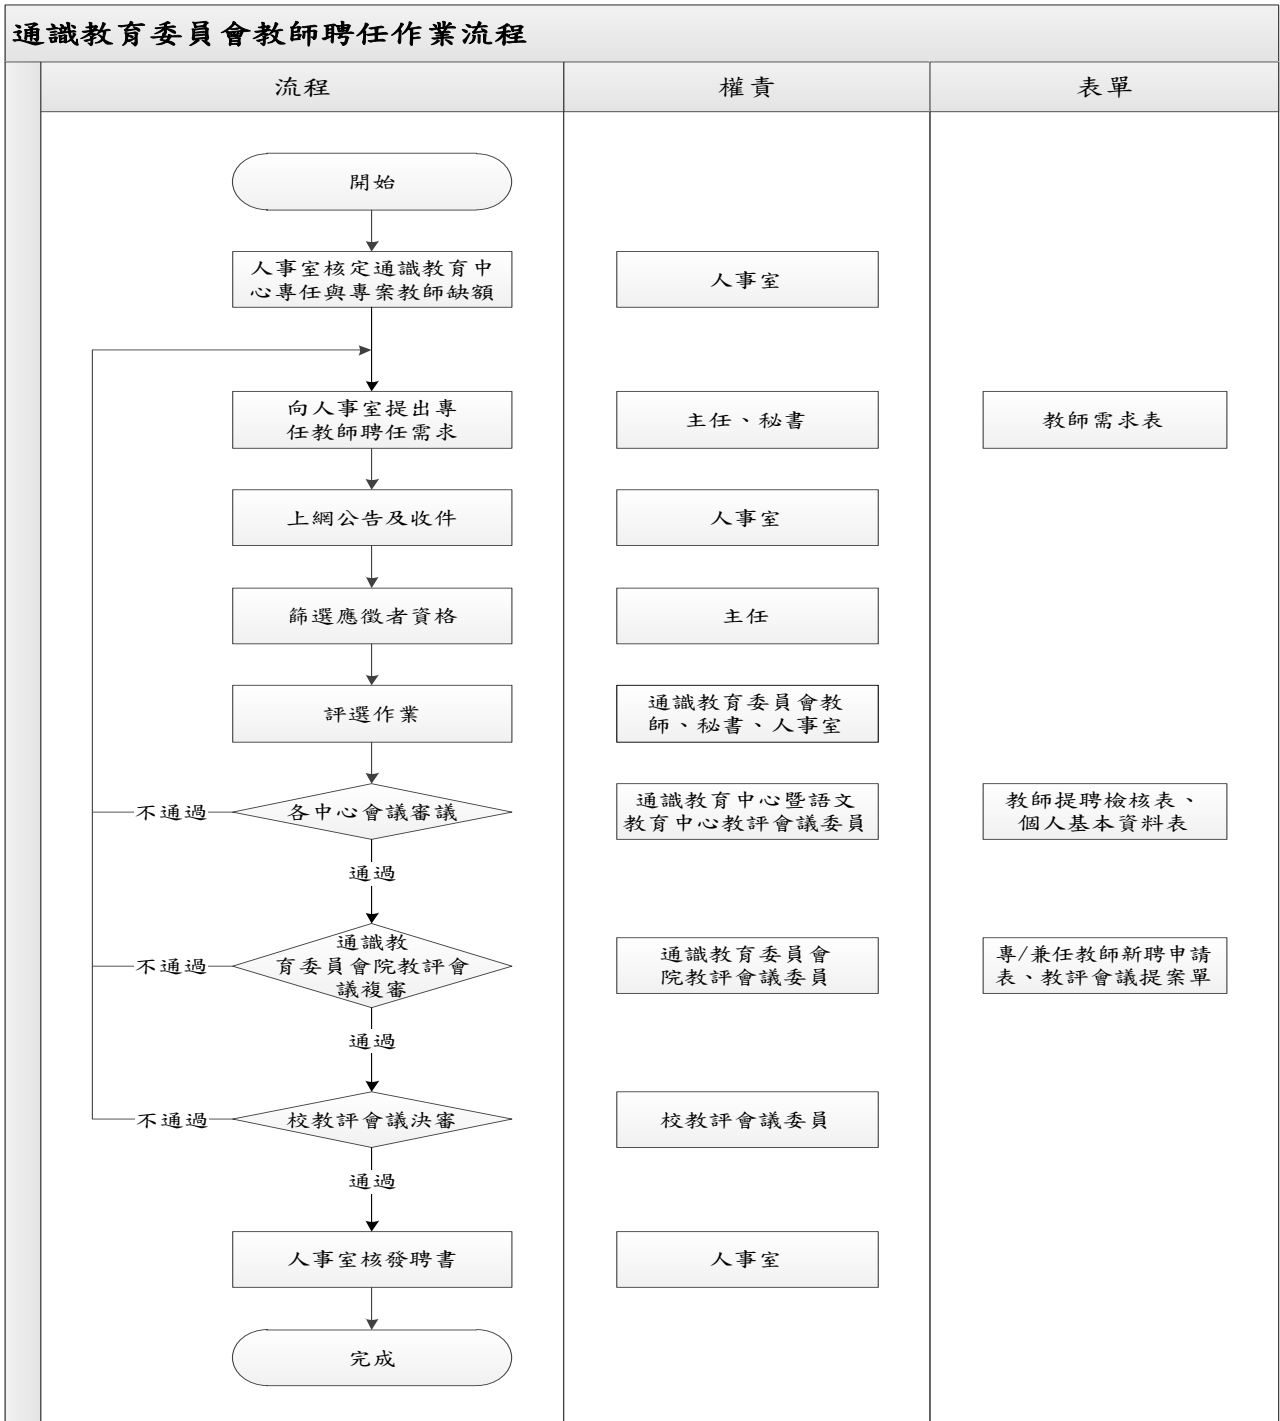 通識教育委員會教師聘任作業流程
流程
權責
表單
開始
人事室核定通識教育中
心專任與專案教師缺額
人事室
向人事室提出專
任教師聘任需求
主任、秘書
教師需求表
上網公告及收件
人事室
篩選應徵者資格
主任
評選作業
通識教育委員會教
師、秘書、人事室
不通過
各中心會議審議
通識教育中心暨語文
教育中心教評會議委員
教師提聘檢核表、
個人基本資料表
通過
不通過
通識教
育委員會院教評會
議複審
通識教育委員會
院教評會議委員
專/兼任教師新聘申請
表、教評會議提案單
通過
不通過
校教評會議決審
校教評會議委員
通過
人事室核發聘書
人事室
完成